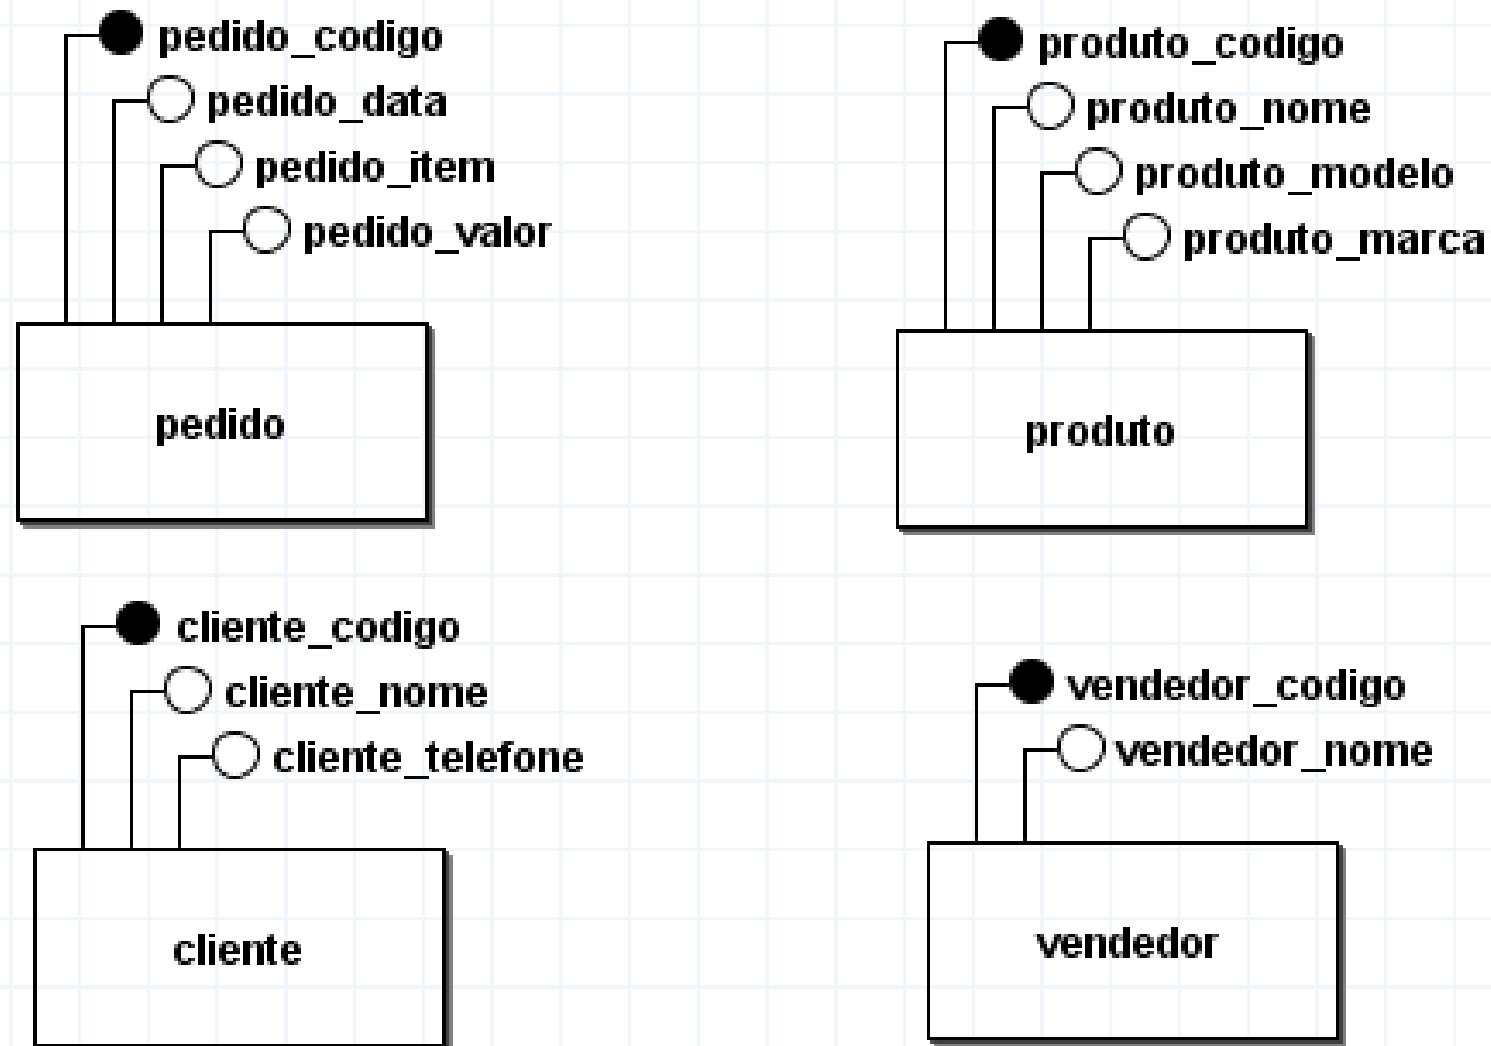 pedido_codigo
pedido_data
pedido_item
pedido_valor
pedido
produto_codigo
produto_nome
produto_modelo
produto_marca
produto
cliente_codigo
cliente_nome
cliente_telefone
cliente
vendedor_codigo
vendedor_nome
vendedor